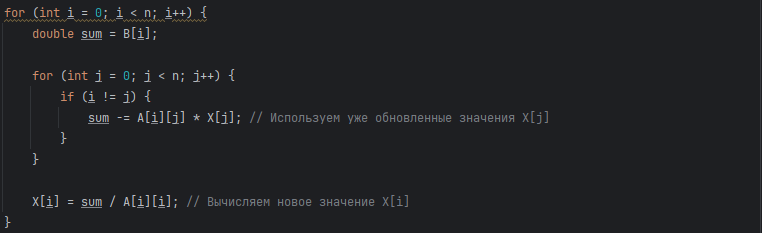 for (int i = 0; i < n; i++) {
double sum = B[i];
for (int j = 0; j < n; j++) {
if (i != j) {
sum -= A[i][j] * X[j]; // Используем уже обновленные значения X[j]
}
}
X[i] = sum / A[i][i]; // Вычисляем новое значение X[i]
}